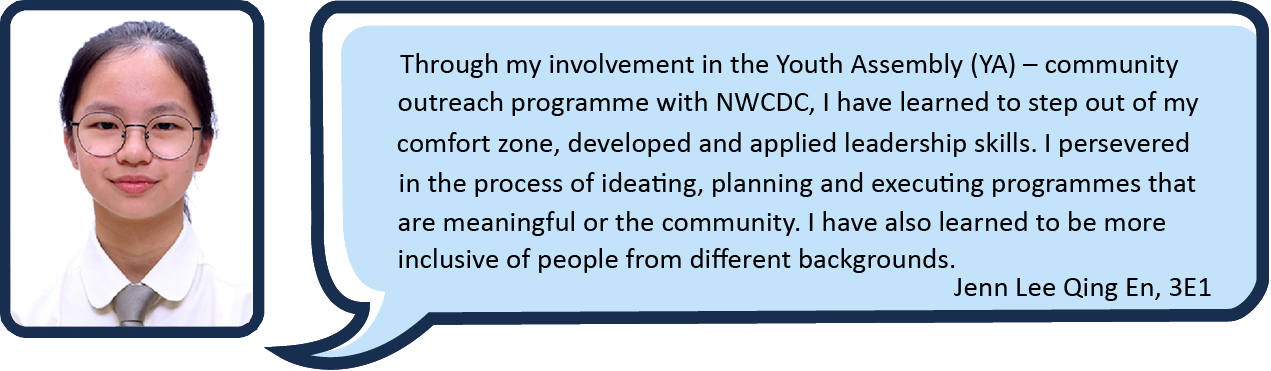 Through my involvement in the Youth Assembly (YA) – community
outreach programme with NWCDC, I have learned to step out of my
comfort zone, developed and applied leadership skills. I persevered
in the process of ideating, planning and executing programmes that
are meaningful or the community. I have also learned to be more
inclusive of people from different backgrounds.
Jenn Lee Qing En, 3E1